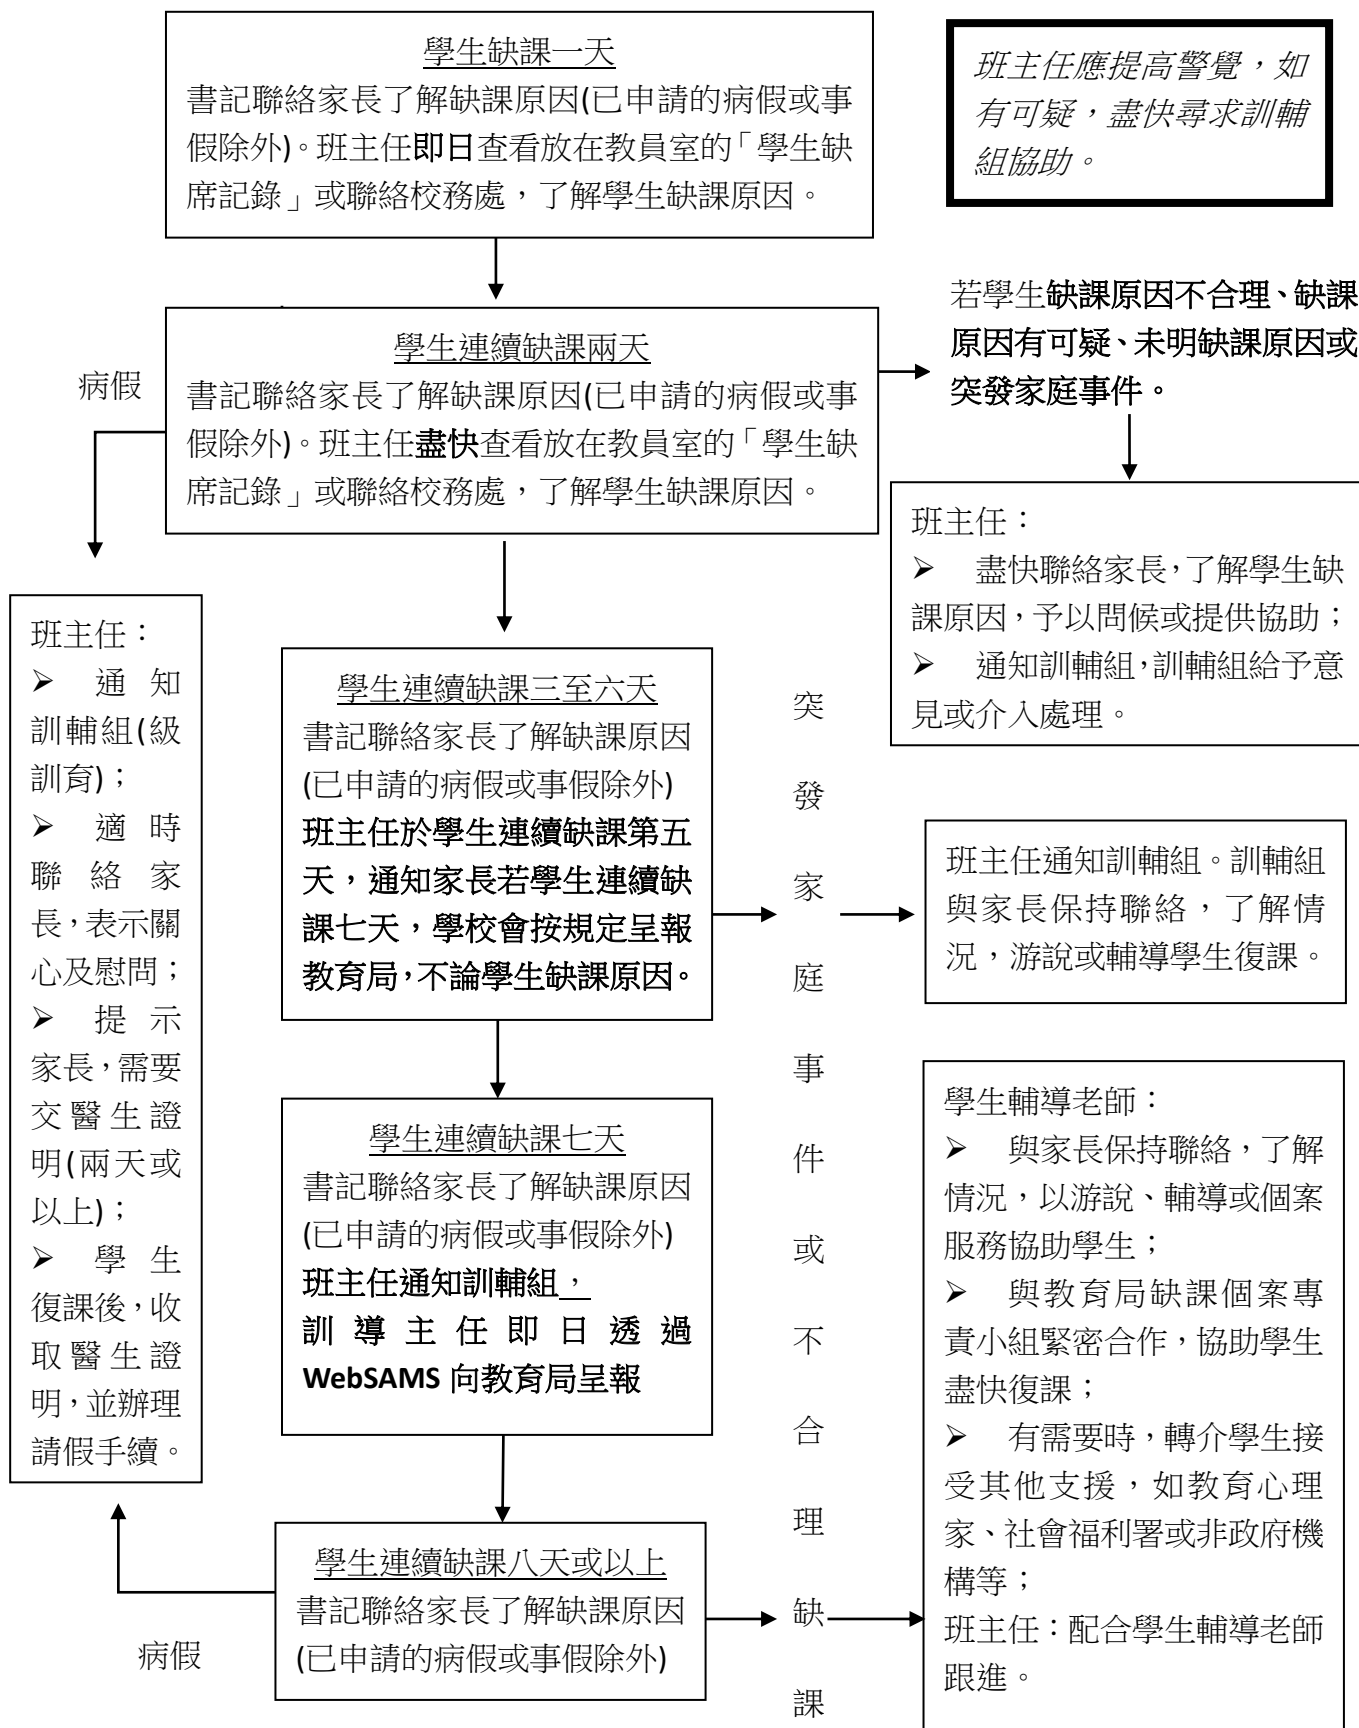 學生缺課一天
書記聯絡家長了解缺課原因(已申請的病假或事
假除外)。班主任即日查看放在教員室的「學生缺
席記錄」或聯絡校務處，了解學生缺課原因。
班主任應提高警覺，如
有可疑，盡快尋求訓輔
組協助。
學生連續缺課兩天
書記聯絡家長了解缺課原因(已申請的病假或事
假除外)。班主任盡快查看放在教員室的「學生缺
席記錄」或聯絡校務處，了解學生缺課原因。
病假
若學生缺課原因不合理、缺課
原因有可疑、未明缺課原因或
突發家庭事件。
班主任：
➢ 盡快聯絡家長，了解學生缺
課原因，予以問候或提供協助；
➢ 通知訓輔組，訓輔組給予意
見或介入處理。
班主任：
➢ 通知
訓輔組(級
訓育)；
➢ 適時
聯絡家
長，表示關
心及慰問；
➢ 提示
家長，需要
交醫生證
明(兩天或
以上)；
➢ 學生
復課後，收
取醫生證
明，並辦理
請假手續。
學生連續缺課三至六天
書記聯絡家長了解缺課原因
(已申請的病假或事假除外)
班主任於學生連續缺課第五
天，通知家長若學生連續缺
課七天，學校會按規定呈報
教育局，不論學生缺課原因。
突發家庭事件或不合理缺課
班主任通知訓輔組。訓輔組
與家長保持聯絡，了解情
況，游說或輔導學生復課。
學生連續缺課七天
書記聯絡家長了解缺課原因
(已申請的病假或事假除外)
班主任通知訓輔組，
訓導主任即日透過
WebSAMS 向教育局呈報
學生輔導老師：
➢ 與家長保持聯絡，了解
情況，以游說、輔導或個案
服務協助學生；
➢ 與教育局缺課個案專
責小組緊密合作，協助學生
盡快復課；
➢ 有需要時，轉介學生接
受其他支援，如教育心理
家、社會福利署或非政府機
構等；
班主任：配合學生輔導老師
跟進。
學生連續缺課八天或以上
書記聯絡家長了解缺課原因
(已申請的病假或事假除外)
病假